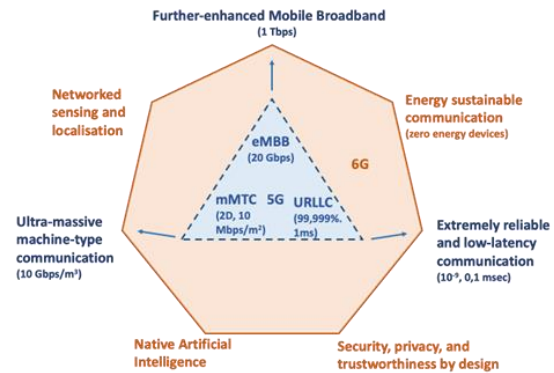 Further-enhanced Mobile Broadband
(1 Tbps)
Networked
sensing and
localisation
Energy sustainable
communication
(zero energy devices)
eMBB
(20 Gbps)
6G
mMTC
(2D, 10
Mbps/m²)
5G
URLLC
(99,999%.
1ms)
Ultra-massive
machine-type
communication
(10 Gbps/m³)
Extremely reliable
and low-latency
communication
(10⁻⁹, 0,1 msec)
Native Artificial
Intelligence
Security, privacy, and
trustworthiness by design